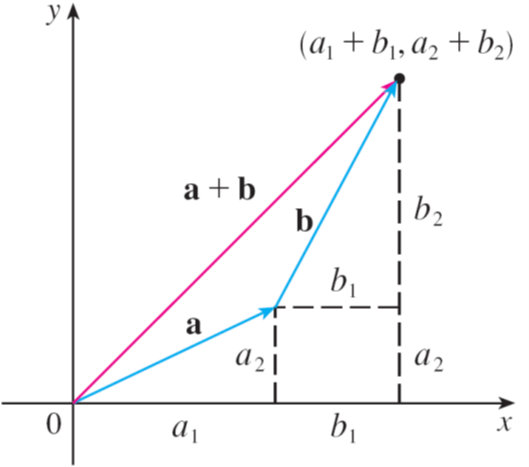 y
(a₁ + b₁, a₂ + b₂)
a + b
b
b₂
b₁
a
a₂
a₂
0
a₁
b₁
x